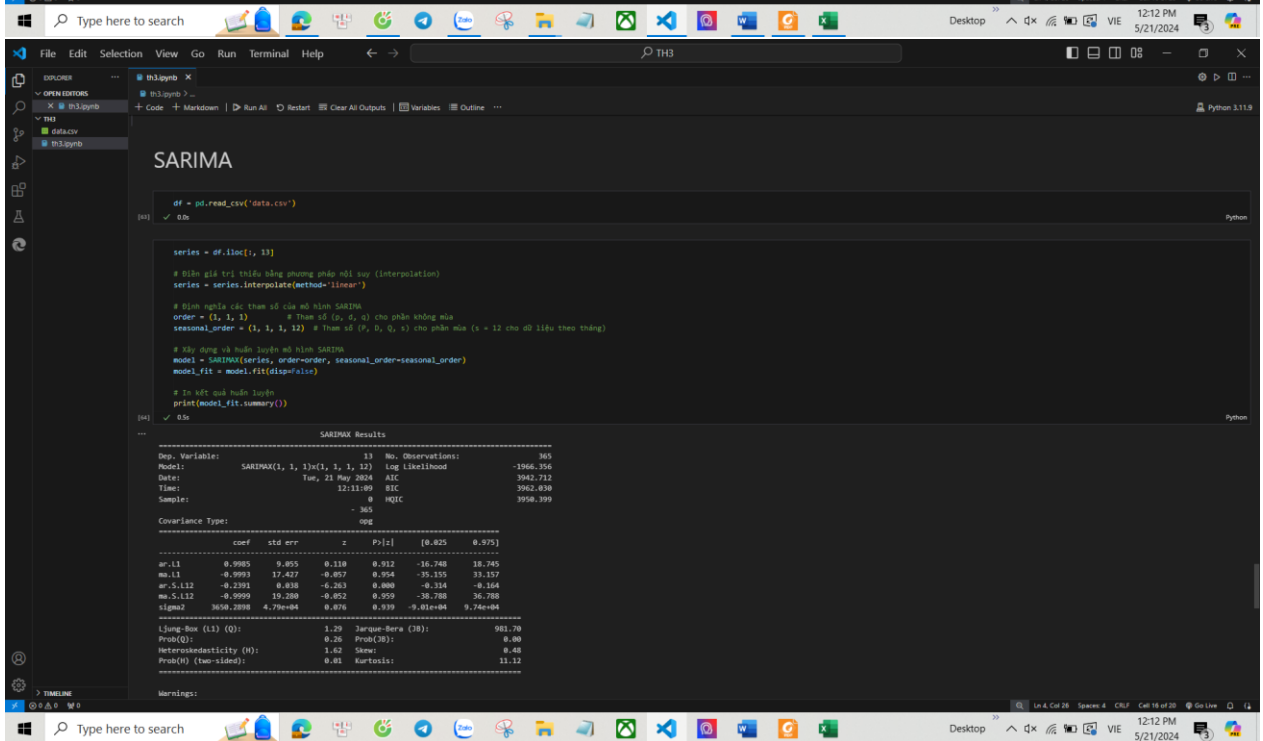 Type here to search
Zalo
Desktop
VIE
12:12 PM
5/21/2024
3
File Edit Selection View Go Run Terminal Help
TH3
EXPLORER
th3.ipynb
OPEN EDITORS
th3.ipynb > ...
th3.ipynb
+ Code + Markdown | Run All Restart Clear All Outputs | Variables Outline ...
Python 3.11.9
TH3
data.csv
th3.ipynb
SARIMA
df = pd.read_csv('data.csv')
[63] ✓ 0.0s
Python
series = df.iloc[:, 13]
# Điền giá trị thiếu bằng phương pháp nội suy (interpolation)
series = series.interpolate(method='linear')
# Định nghĩa các tham số của mô hình SARIMA
order = (1, 1, 1) # Tham số (p, d, q) cho phần không mùa
seasonal_order = (1, 1, 1, 12) # Tham số (P, D, Q, s) cho phần mùa (s = 12 cho dữ liệu theo tháng)
# Xây dựng và huấn luyện mô hình SARIMA
model = SARIMAX(series, order=order, seasonal_order=seasonal_order)
model_fit = model.fit(disp=False)
# In kết quả huấn luyện
print(model_fit.summary())
[64] ✓ 0.5s
Python
...
SARIMAX Results
Dep. Variable: 13 No. Observations: 365
Model: SARIMAX(1, 1, 1)x(1, 1, 1, 12) Log Likelihood -1966.356
Date: Tue, 21 May 2024 AIC 3942.712
Time: 12:11:09 BIC 3962.030
Sample: 0 HQIC 3950.399
- 365
Covariance Type: opg
coef std err z P>|z| [0.025 0.975]
ar.L1 0.9985 9.055 0.110 0.912 -16.748 18.745
ma.L1 -0.9993 17.427 -0.057 0.954 -35.155 33.157
ar.S.L12 -0.2391 0.038 -6.263 0.000 -0.314 -0.164
ma.S.L12 -0.9999 19.280 -0.052 0.959 -38.788 36.788
sigma2 3650.2898 4.79e+04 0.076 0.939 -9.01e+04 9.74e+04
Ljung-Box (L1) (Q): 1.29 Jarque-Bera (JB): 981.70
Prob(Q): 0.26 Prob(JB): 0.00
Heteroskedasticity (H): 1.62 Skew: 0.48
Prob(H) (two-sided): 0.01 Kurtosis: 11.12
Warnings:
TIMELINE
0 0 0
Ln 4, Col 26 Spaces: 4 CRLF Cell 16 of 20 Go Live
Type here to search
Zalo
Desktop
VIE
12:12 PM
5/21/2024
3